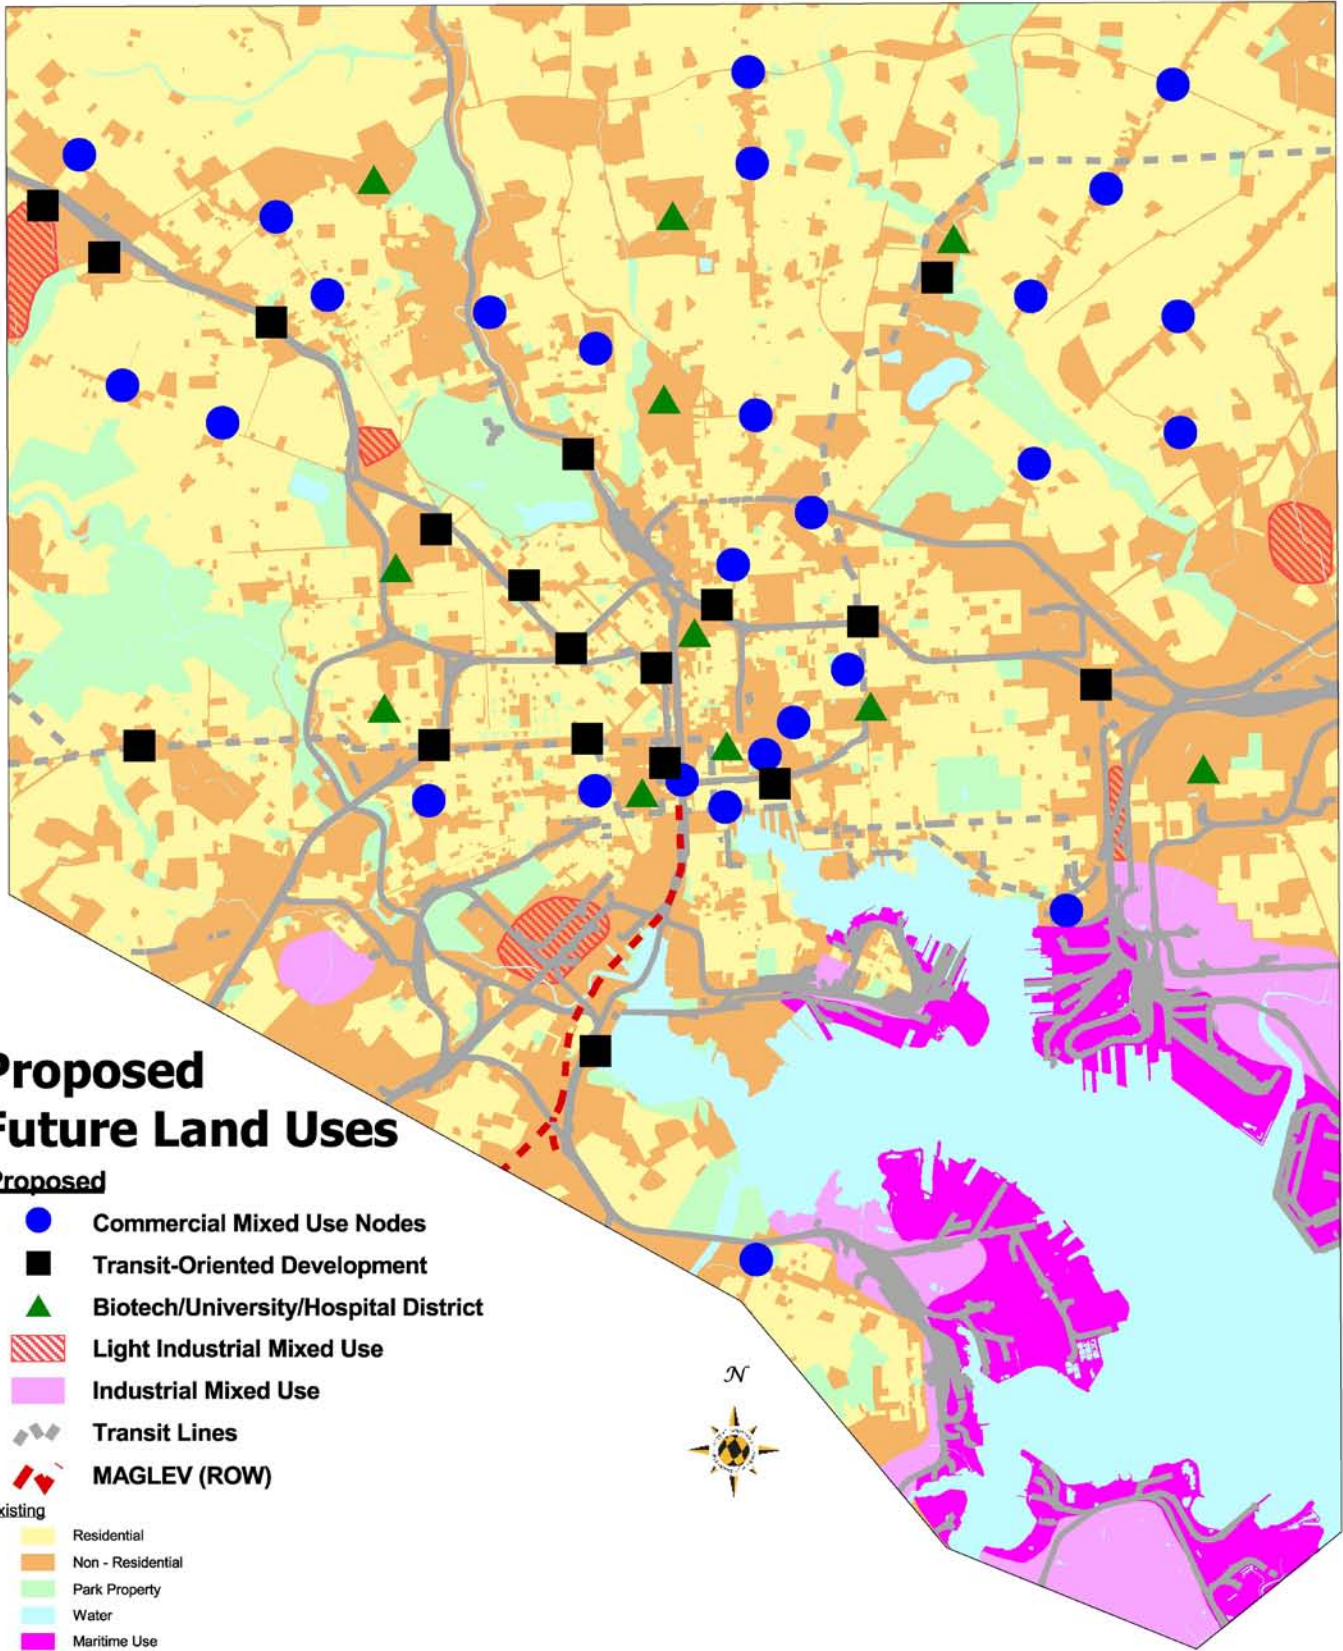 Proposed
Future Land Uses
Proposed
Commercial Mixed Use Nodes
Transit-Oriented Development
Biotech/University/Hospital District
Light Industrial Mixed Use
Industrial Mixed Use
Transit Lines
MAGLEV (ROW)
xisting
Residential
Non - Residential
Park Property
Water
Maritime Use
N